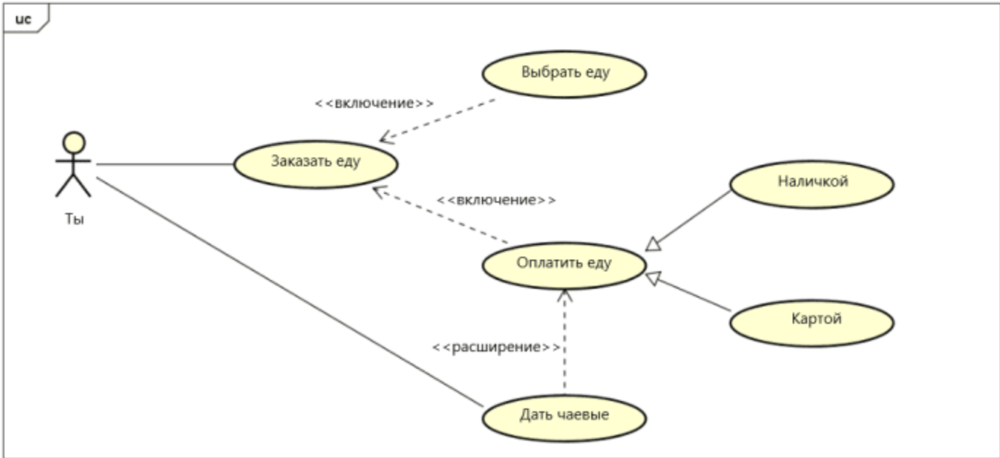 uc
Выбрать еду
<<включение>>
Заказать еду
Наличкой
<<включение>>
Ты
Оплатить еду
Картой
<<расширение>>
Дать чаевые